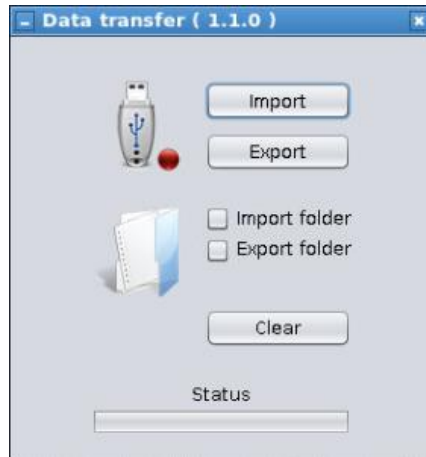 Data transfer ( 1.1.0 )
Import
Export
Import folder
Export folder
Clear
Status